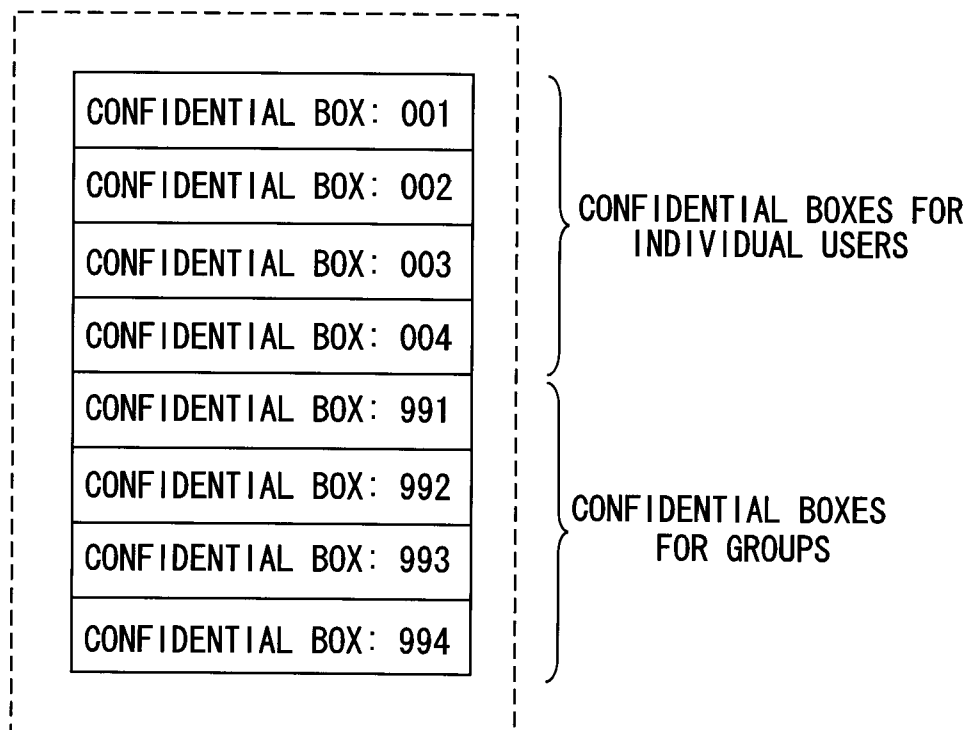 CONFIDENTIAL BOX: 001
CONFIDENTIAL BOX: 002
CONFIDENTIAL BOX: 003
CONFIDENTIAL BOX: 004
CONFIDENTIAL BOXES FOR
INDIVIDUAL USERS
CONFIDENTIAL BOX: 991
CONFIDENTIAL BOX: 992
CONFIDENTIAL BOX: 993
CONFIDENTIAL BOX: 994
CONFIDENTIAL BOXES
FOR GROUPS